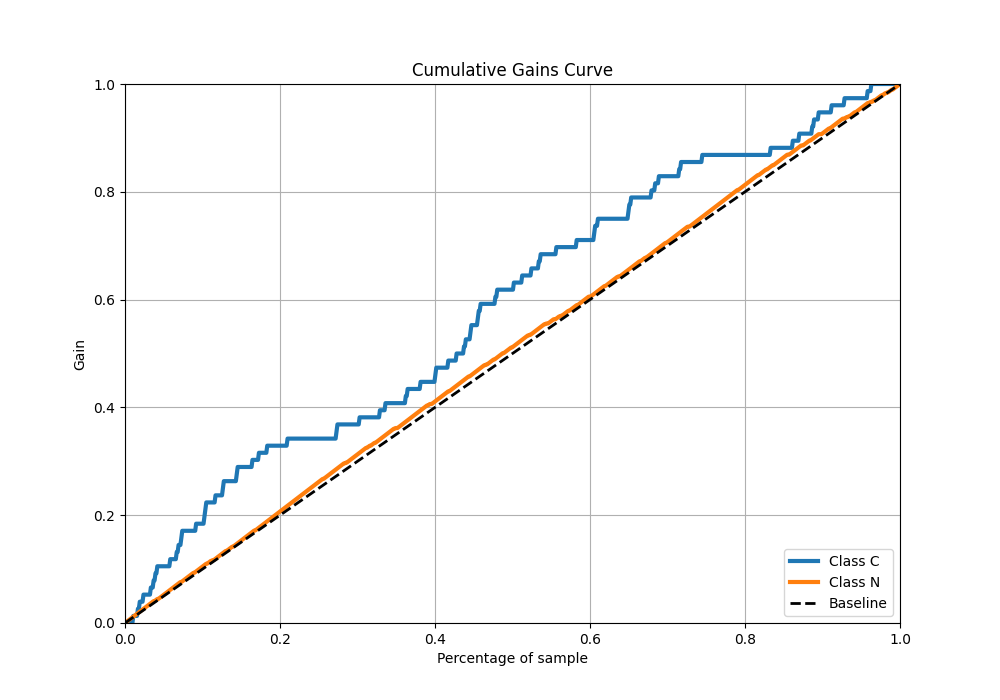 Cumulative Gains Curve
1.0
0.8
0.6
0.4
0.2
0.0
Gain
0.0 0.2 0.4 0.6 0.8 1.0
Percentage of sample
Class C
Class N
Baseline